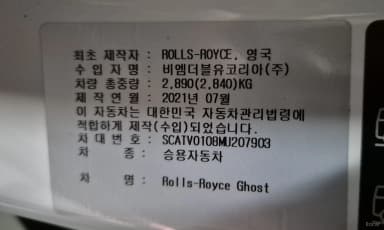 최초 제작자 : ROLLS-ROYCE, 영국
수 입 자 명 : 비엠더블유코리아(주)
차량 총중량 : 2,890(2,840)KG
제 작 연 월 : 2021년 07월
이 자동차는 대한민국 자동차관리법령에
적합하게 제작(수입)되었습니다.
차 대 번 호 : SCATV0108MU207903
차 종 : 승용자동차
차 명 : Rolls-Royce Ghost